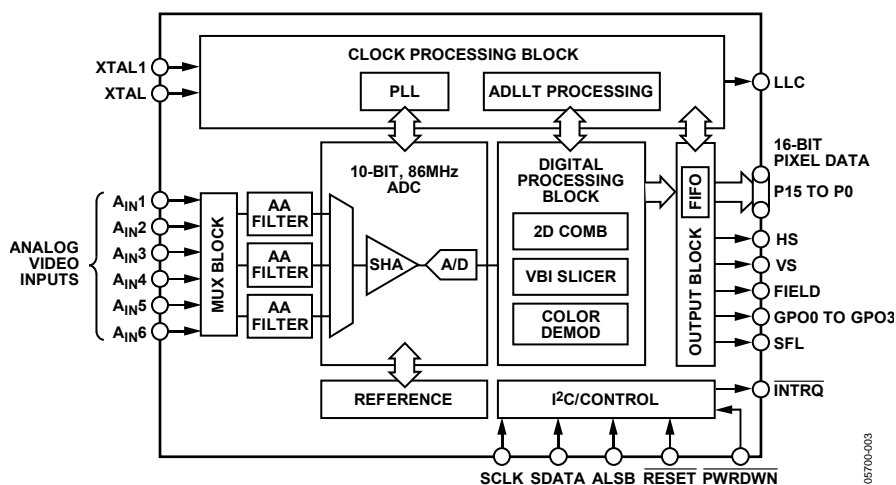 CLOCK PROCESSING BLOCK
XTAL1
XTAL
PLL
ADLLT PROCESSING
LLC
10-BIT, 86MHz
ADC
DIGITAL
PROCESSING
BLOCK
16-BIT
PIXEL DATA
P15 TO P0
FIFO
OUTPUT BLOCK
ANALOG
VIDEO
INPUTS
AIN1
AIN2
AIN3
AIN4
AIN5
AIN6
MUX BLOCK
AA
FILTER
AA
FILTER
AA
FILTER
SHA
A/D
2D COMB
VBI SLICER
COLOR
DEMOD
HS
VS
FIELD
GPO0 TO GPO3
SFL
REFERENCE
I2C/CONTROL
INTRQ
SCLK SDATA ALSB RESET PWRDWN
05700-003